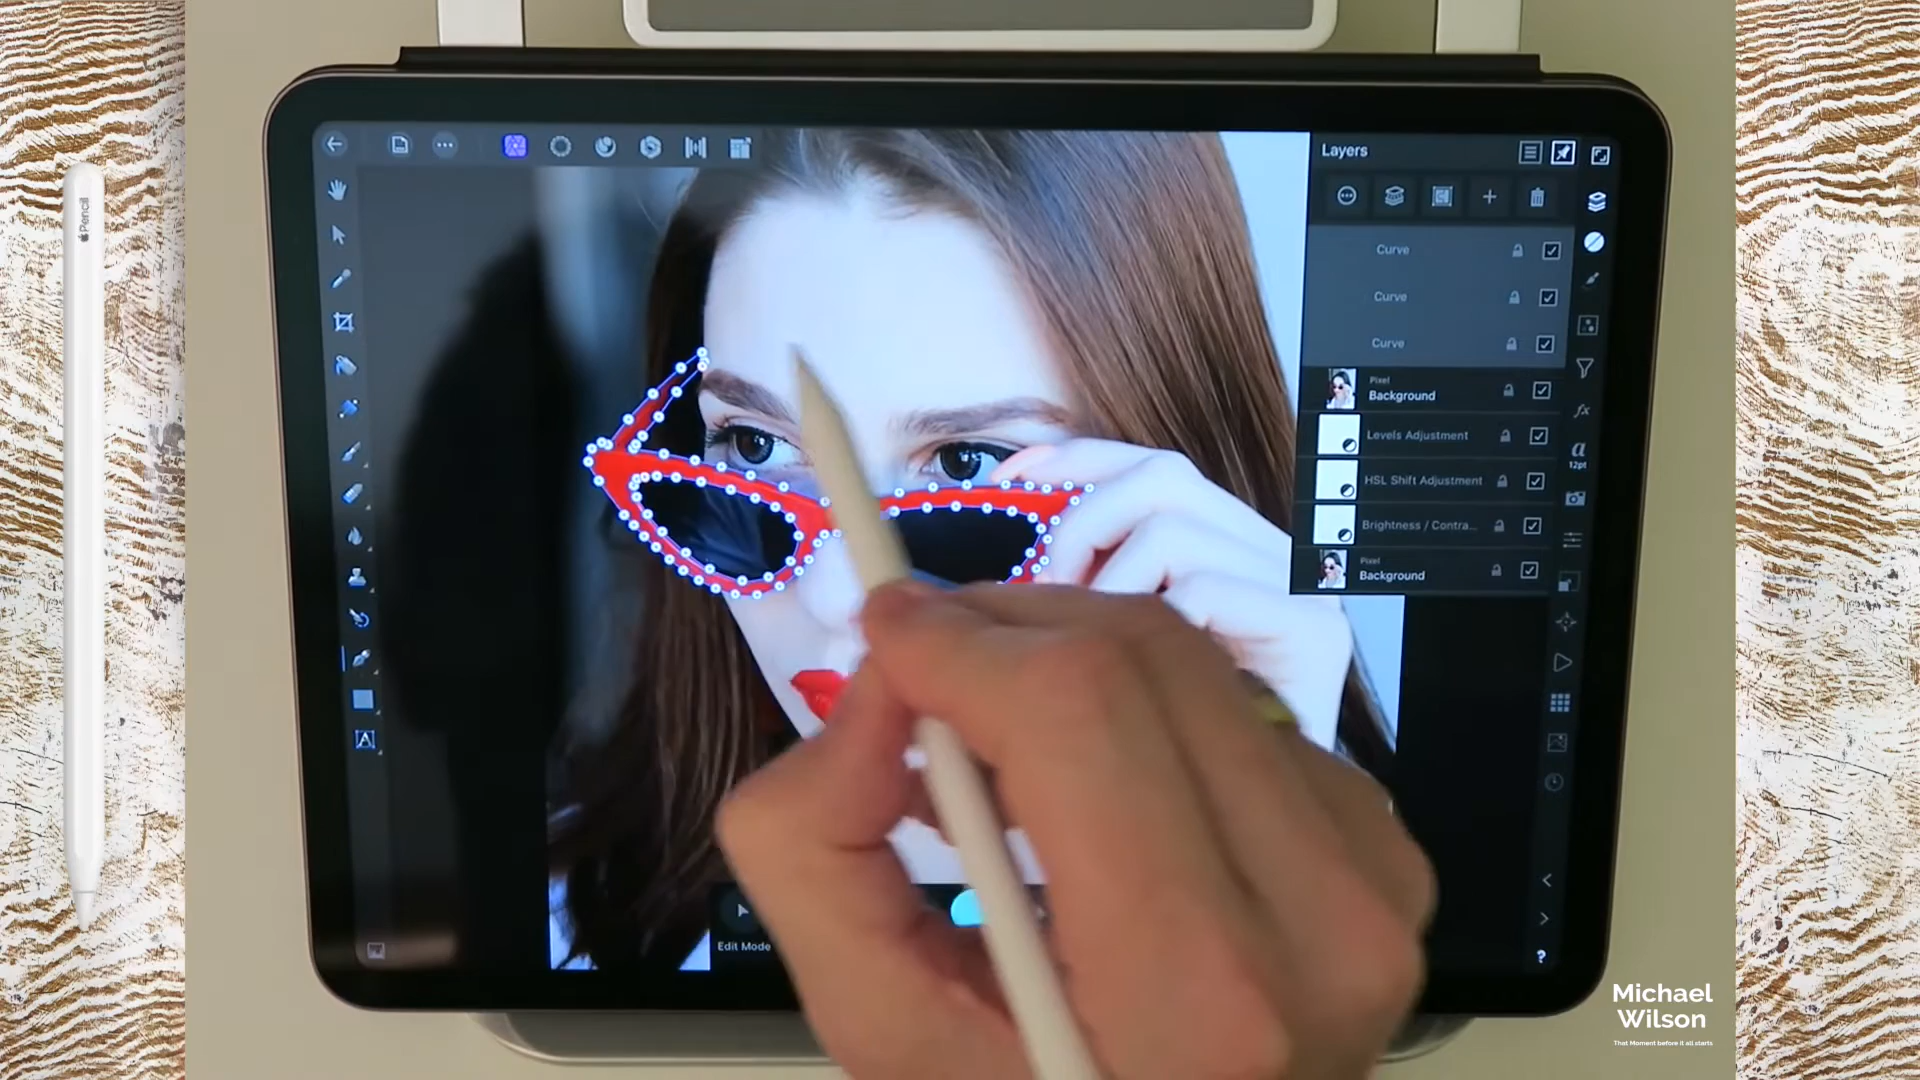 Pencil
Layers
Curve
Curve
Curve
Pixel
Background
Levels Adjustment
HSL Shift Adjustment
Brightness / Contra...
Pixel
Background
a
12pt
fx
A
Edit Mode
?
Michael
Wilson
That Moment before it all starts